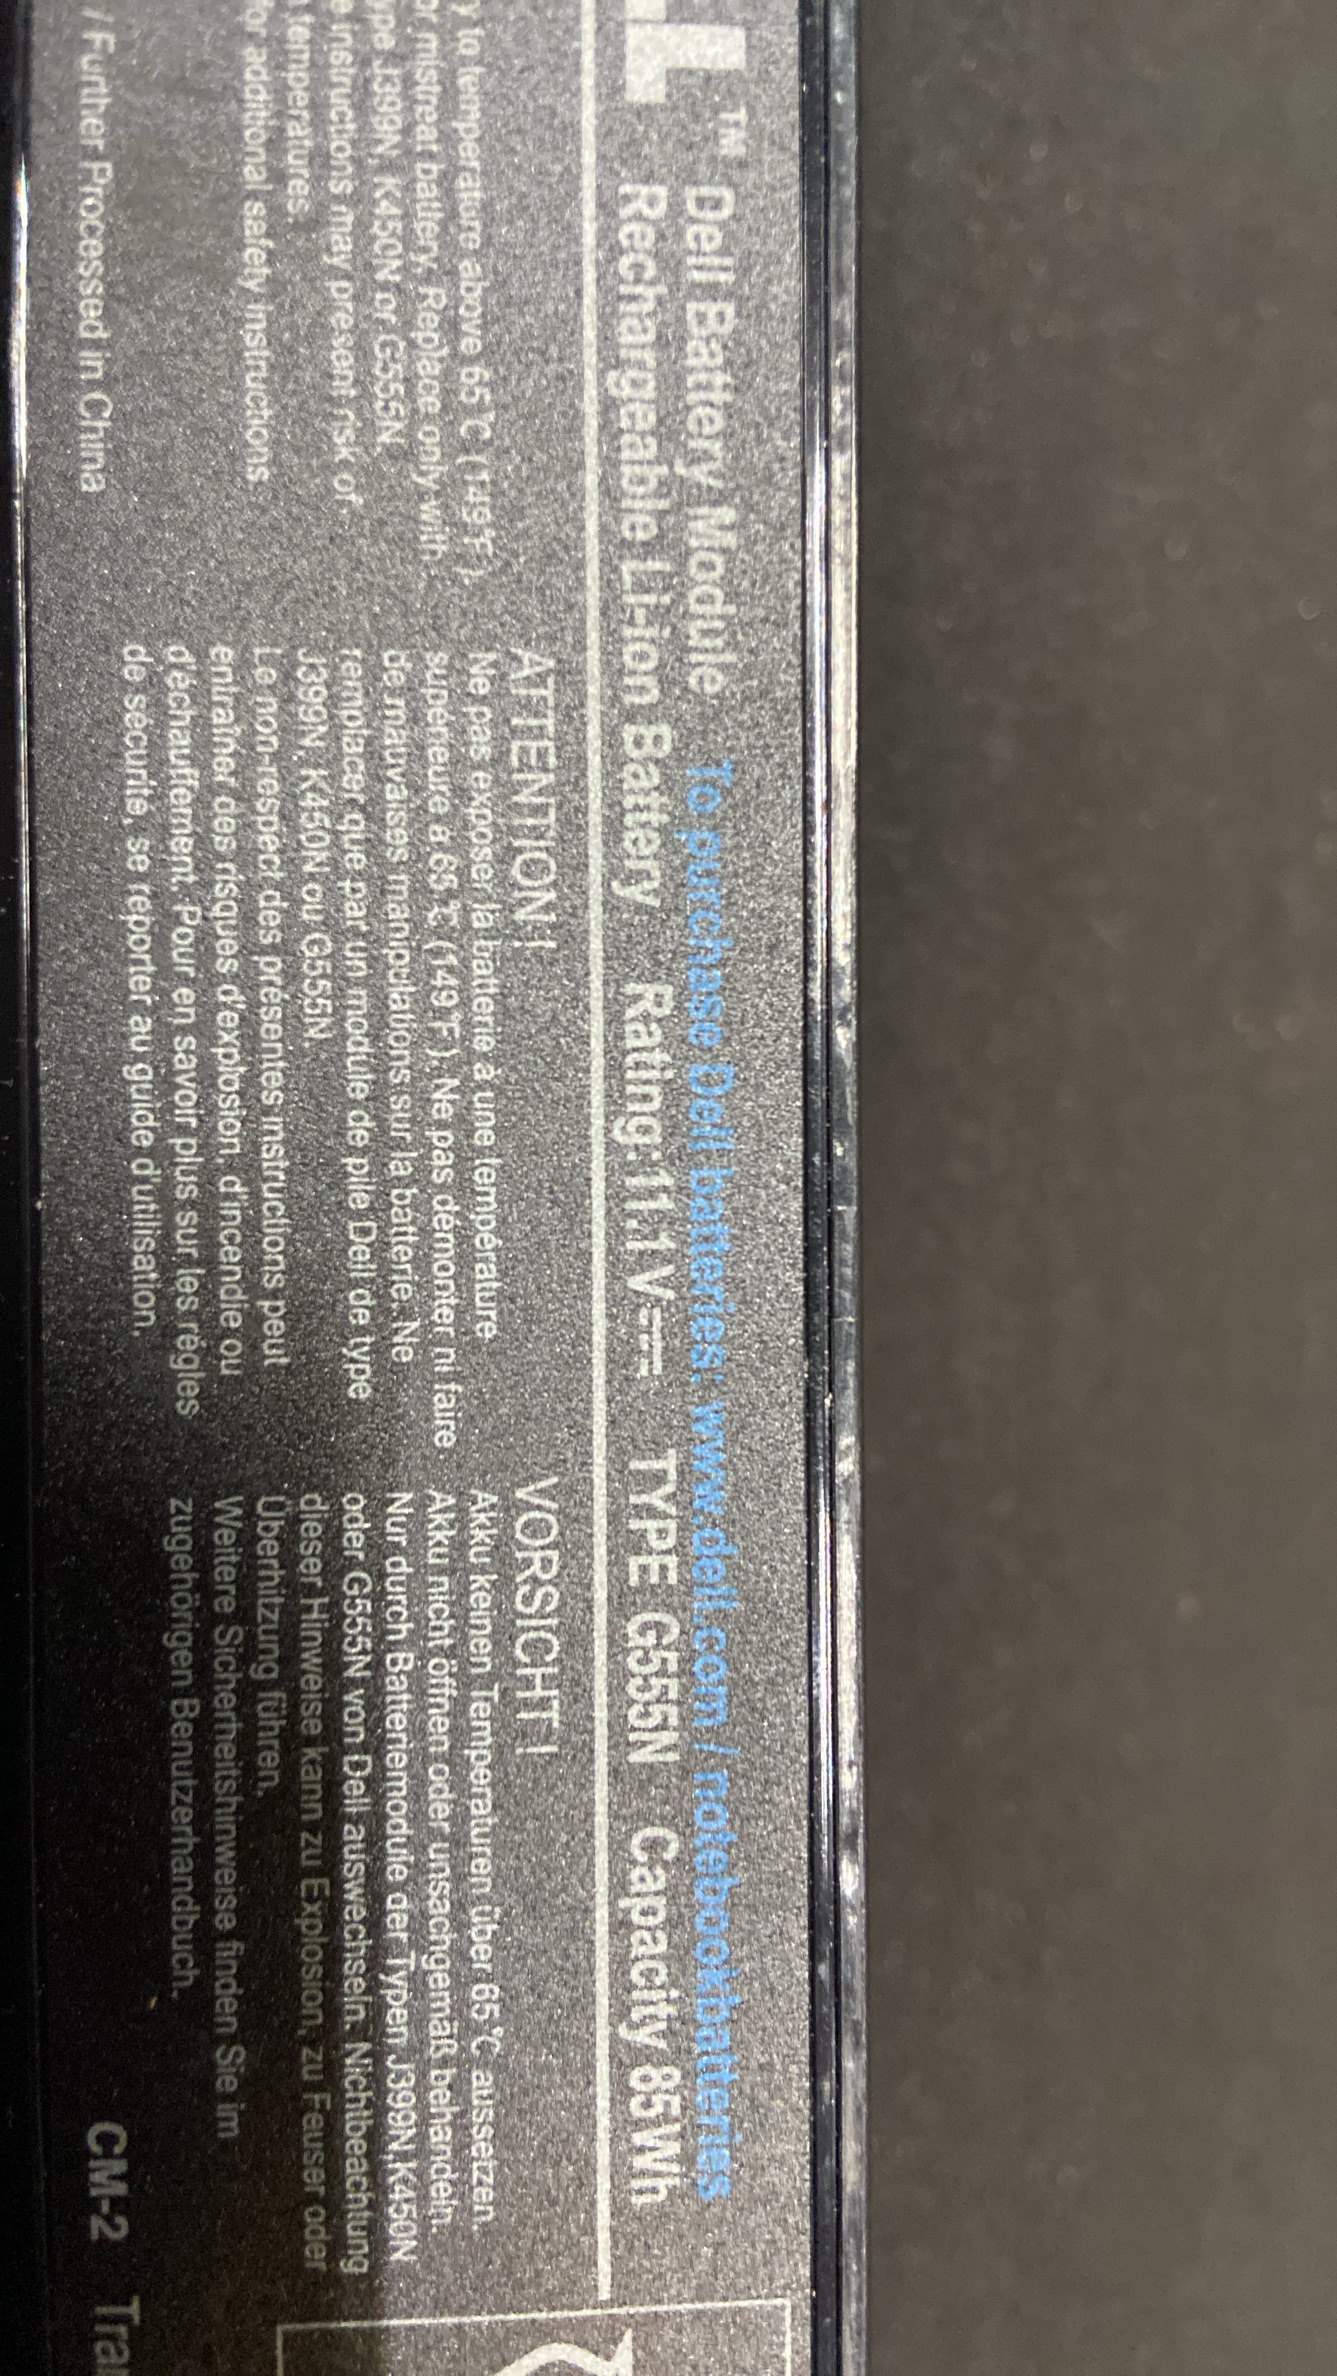 L™ Dell Battery Module To purchase Dell batteries: www.dell.com / notebookbatteries
Rechargeable Li-ion Battery Rating:11.1 V⎓ TYPE G555N Capacity 85Wh
to temperature above 65℃ (149℉).
mistreat battery. Replace only with
J399N, K450N or G555N
instructions may present risk of
temperatures.
additional safety instructions
/ Further Processed in China
ATTENTION !
Ne pas exposer la batterie à une température
supérieure à 65℃ (149℉). Ne pas démonter ni faire
de mauvaises manipulations sur la batterie. Ne
remplacer que par un module de pile Dell de type
J399N, K450N ou G555N.
Le non-respect des présentes instructions peut
entraîner des risques d'explosion, d'incendie ou
d'échauffement. Pour en savoir plus sur les règles
de sécurité, se reporter au guide d'utilisation.
VORSICHT !
Akku keinen Temperaturen über 65℃ aussetzen.
Akku nicht öffnen oder unsachgemäß behandeln.
Nur durch Batteriemodule der Typen J399N,K450N
oder G555N von Dell auswechseln. Nichtbeachtung
dieser Hinweise kann zu Explosion, zu Feuser oder
Überhitzung führen.
Weitere Sicherheitshinweise finden Sie im
zugehörigen Benutzerhandbuch.
CM-2